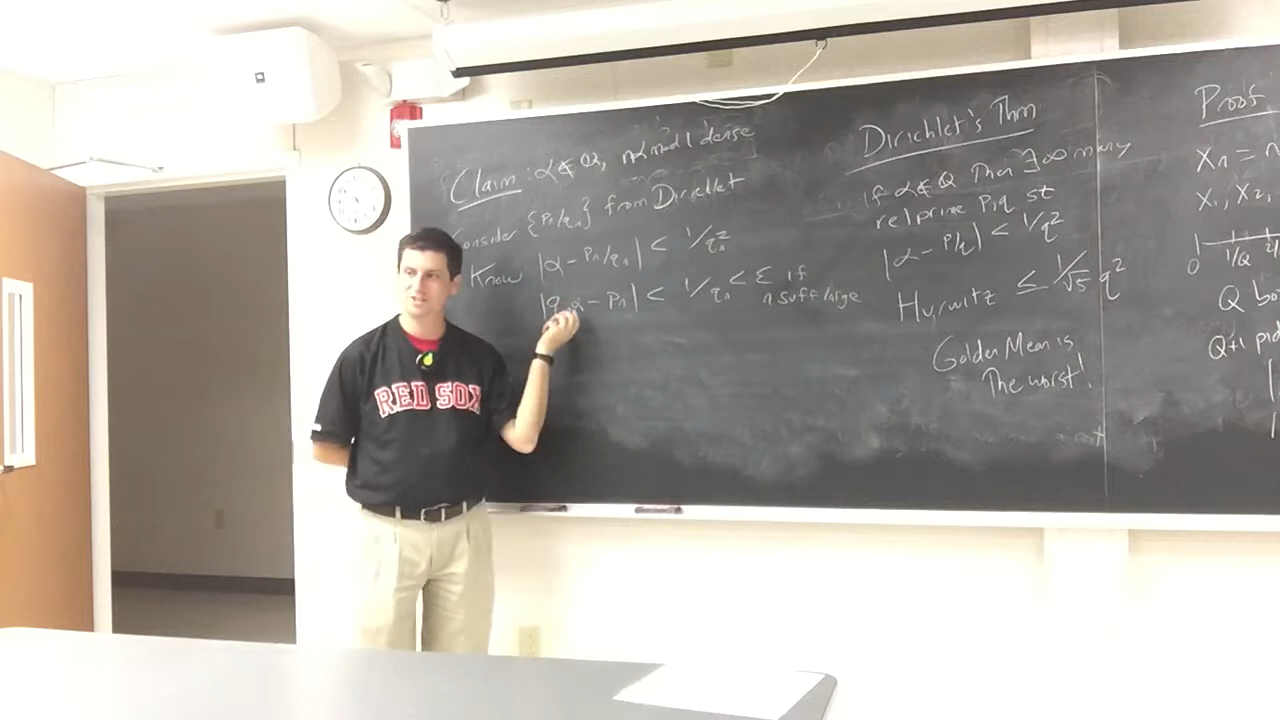 Claim: α∉Q, nα mod 1 dense
Consider {Pn/qn} from Dirichlet
Know |α - Pn/qn| < 1/qn²
|qnα - Pn| < 1/qn < ε if
n suff large
Dirichlet's Thm
If α∉Q Then ∃∞ many
rel prime p,q st
|α - P/q| < 1/q²
Hurwitz ≤ 1/√5 q²
Golden Mean is
The worst!
Proof
Xn = n
X1, X2,
0 1/Q
Q
Q+1
RED SOX